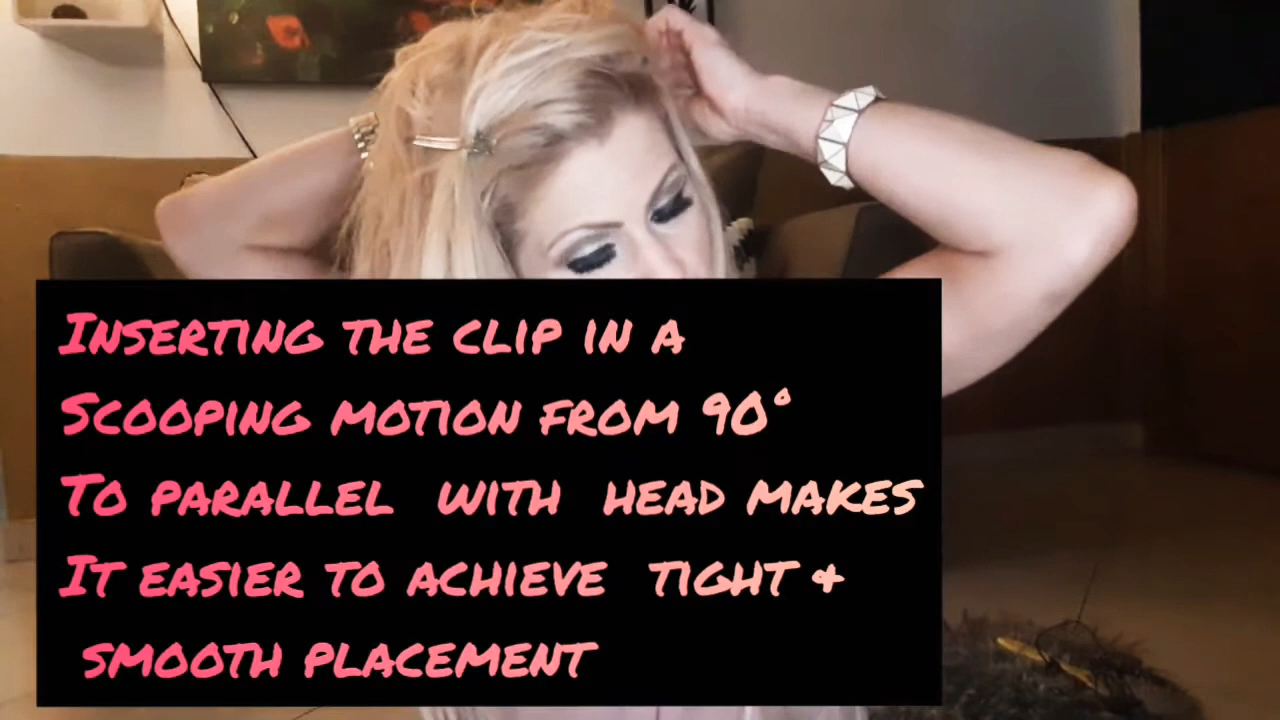 Inserting the clip in a
Scooping motion from 90°
To parallel with head makes
It easier to achieve tight &
smooth placement